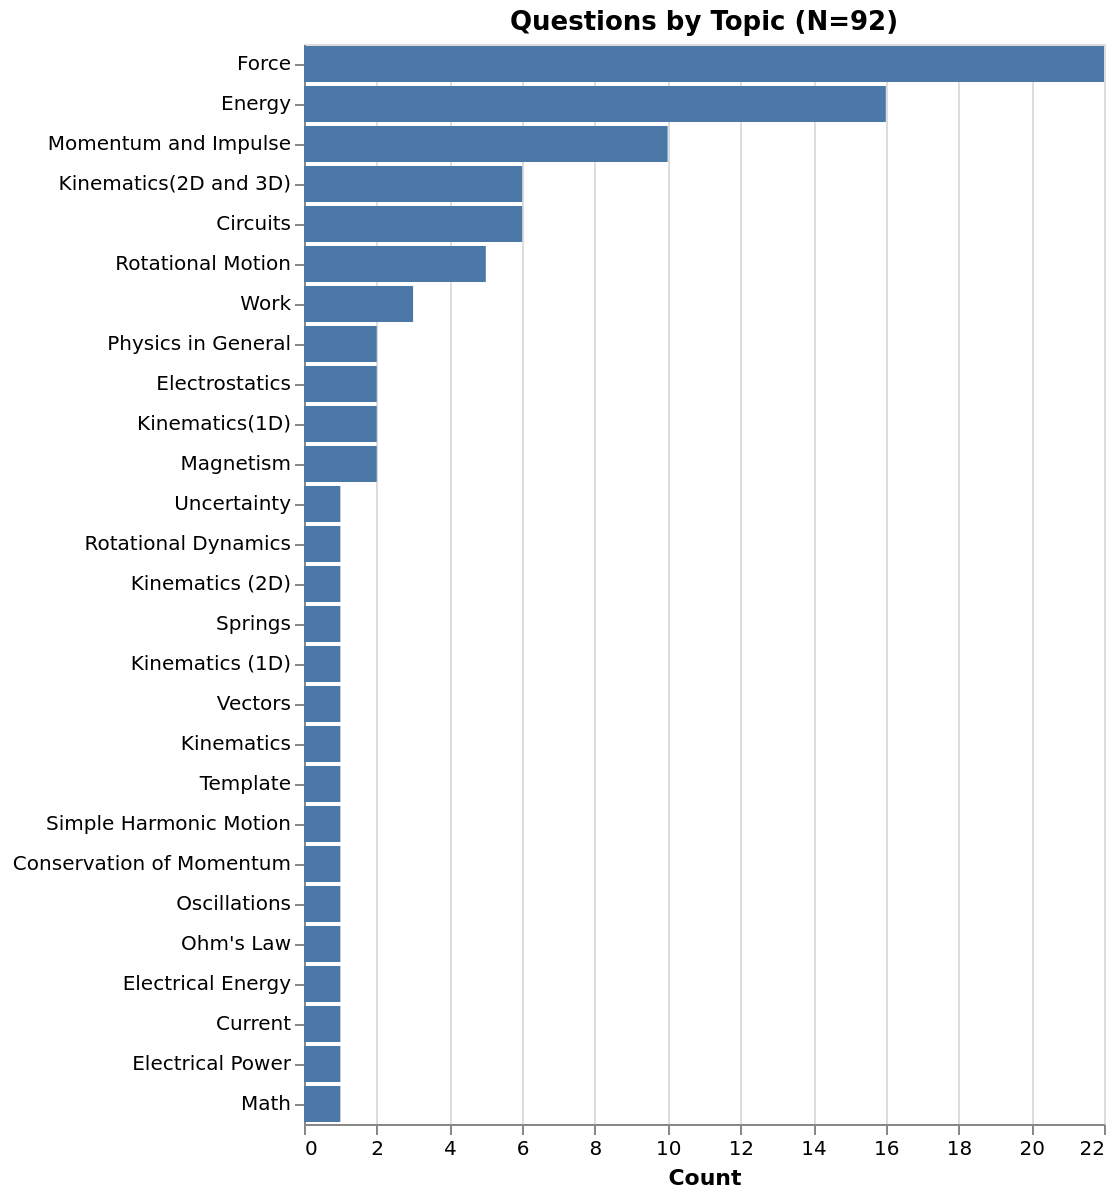 Questions by Topic (N=92)
Force
Energy
Momentum and Impulse
Kinematics(2D and 3D)
Circuits
Rotational Motion
Work
Physics in General
Electrostatics
Kinematics(1D)
Magnetism
Uncertainty
Rotational Dynamics
Kinematics (2D)
Springs
Kinematics (1D)
Vectors
Kinematics
Template
Simple Harmonic Motion
Conservation of Momentum
Oscillations
Ohm's Law
Electrical Energy
Current
Electrical Power
Math
0 2 4 6 8 10 12 14 16 18 20 22
Count